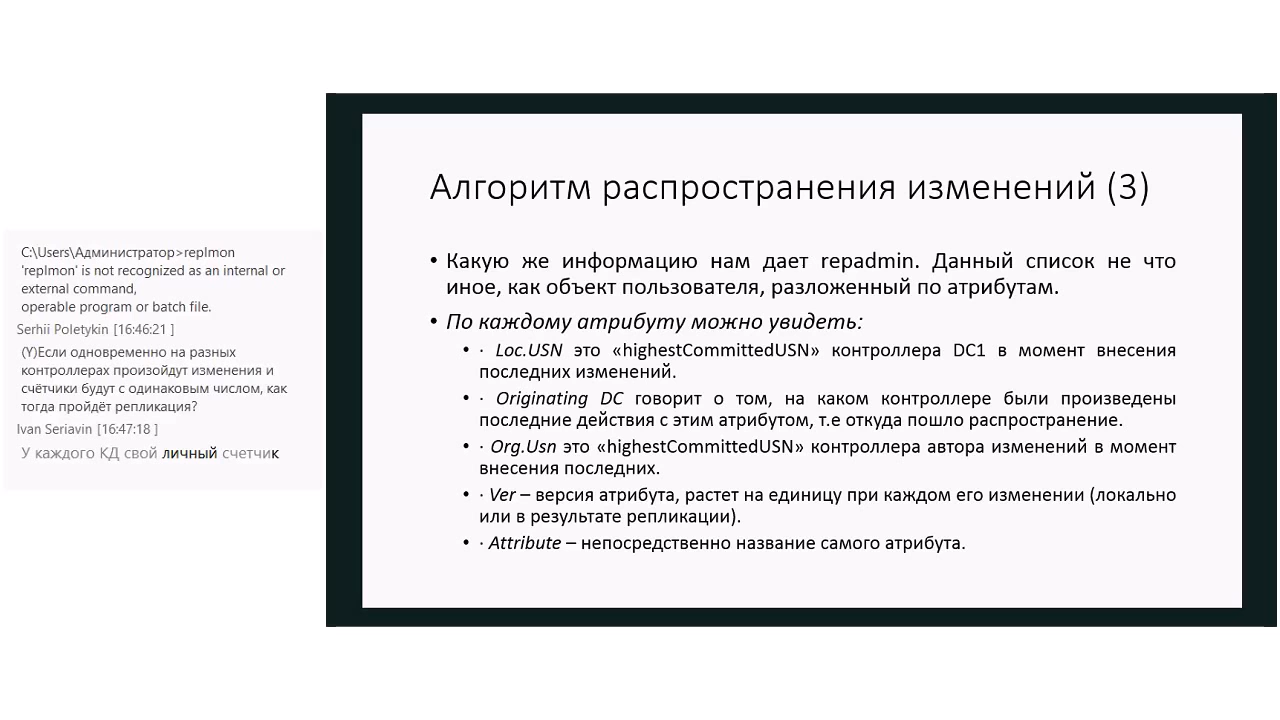 C:\Users\Администратор>replmon
'replmon' is not recognized as an internal or
external command,
operable program or batch file.
Serhii Poletykin [16:46:21 ]
(Y)Если одновременно на разных
контроллерах произойдут изменения и
счётчики будут с одинаковым числом, как
тогда пройдёт репликация?
Ivan Seriavin [16:47:18 ]
У каждого КД свой личный счетчик
Алгоритм распространения изменений (3)
• Какую же информацию нам дает repadmin. Данный список не что
иное, как объект пользователя, разложенный по атрибутам.
• По каждому атрибуту можно увидеть:
• · Loc.USN это «highestCommittedUSN» контроллера DC1 в момент внесения
последних изменений.
• · Originating DC говорит о том, на каком контроллере были произведены
последние действия с этим атрибутом, т.е откуда пошло распространение.
• · Org.Usn это «highestCommittedUSN» контроллера автора изменений в момент
внесения последних.
• · Ver – версия атрибута, растет на единицу при каждом его изменении (локально
или в результате репликации).
• · Attribute – непосредственно название самого атрибута.